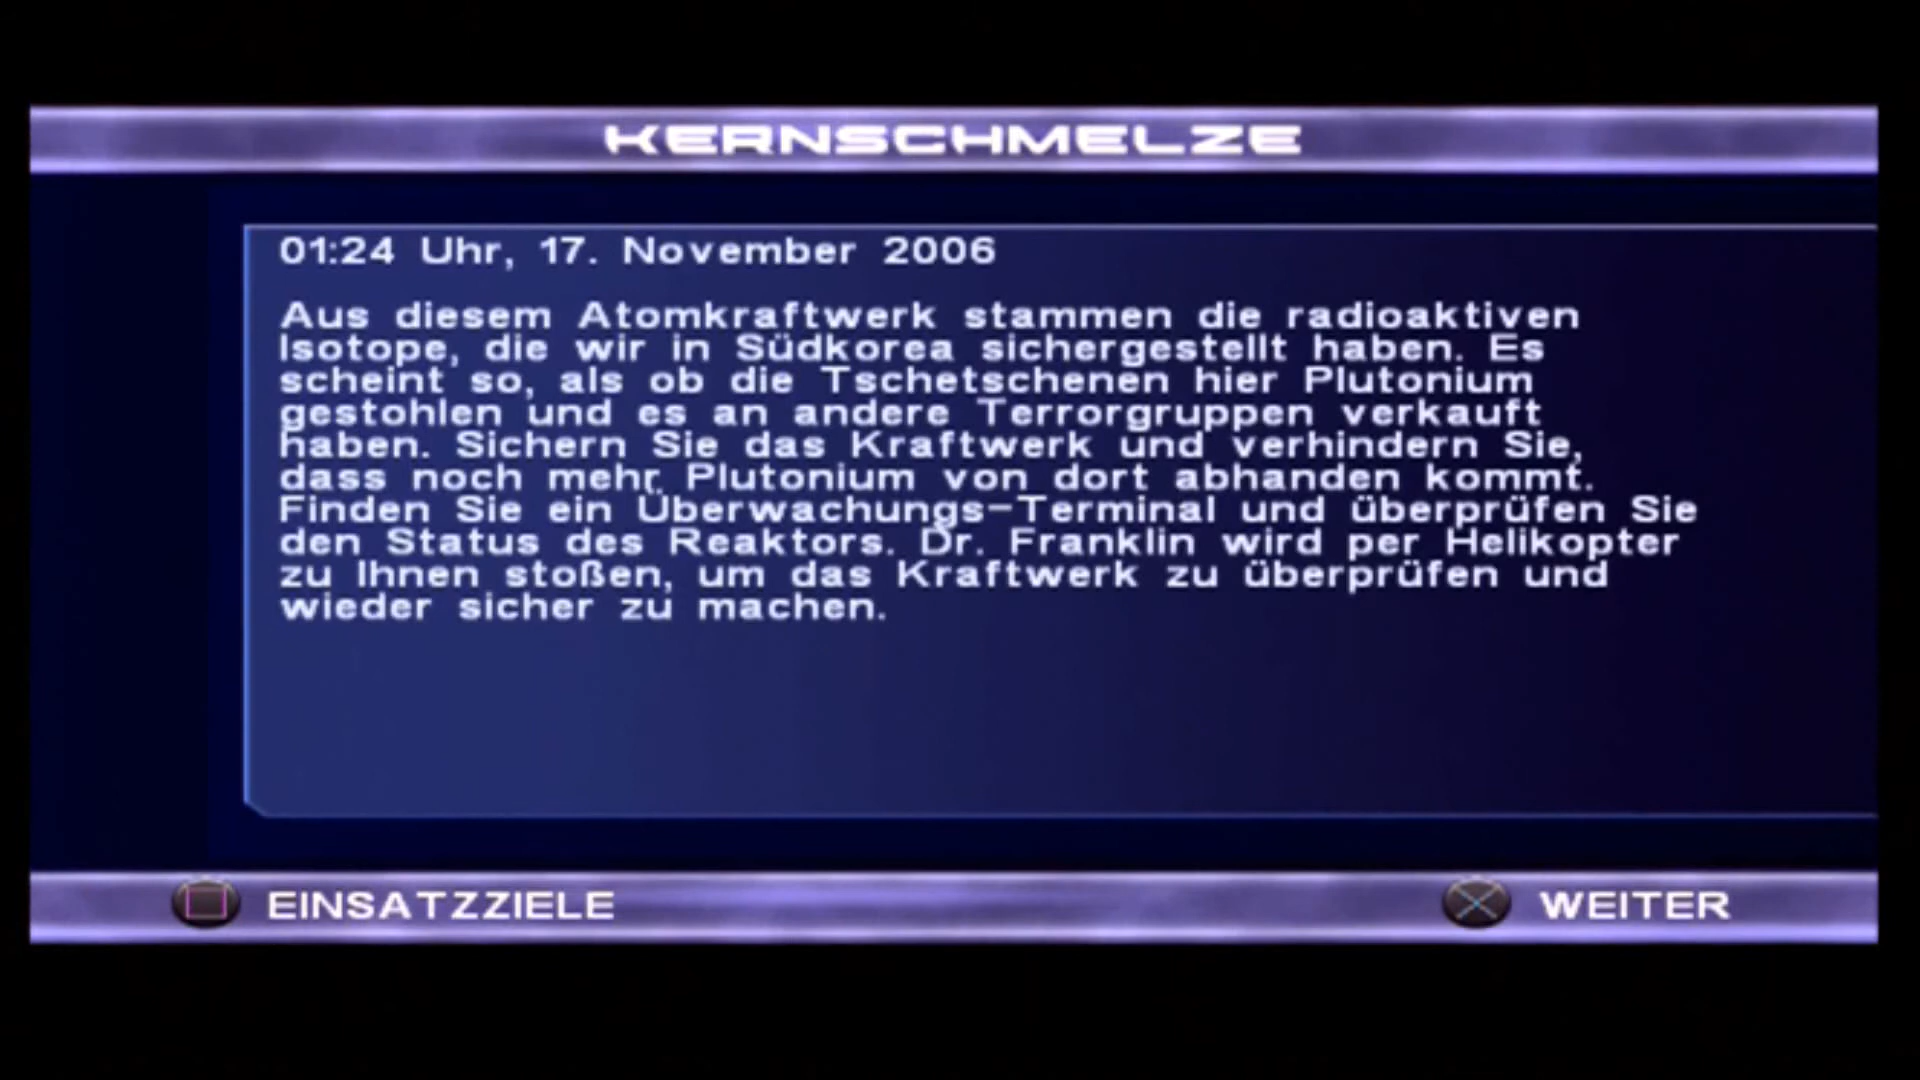 KERNSCHMELZE
01:24 Uhr, 17. November 2006
Aus diesem Atomkraftwerk stammen die radioaktiven
Isotope, die wir in Südkorea sichergestellt haben. Es
scheint so, als ob die Tschetschenen hier Plutonium
gestohlen und es an andere Terrorgruppen verkauft
haben. Sichern Sie das Kraftwerk und verhindern Sie,
dass noch mehr Plutonium von dort abhanden kommt.
Finden Sie ein Überwachungs-Terminal und überprüfen Sie
den Status des Reaktors. Dr. Franklin wird per Helikopter
zu Ihnen stoßen, um das Kraftwerk zu überprüfen und
wieder sicher zu machen.
EINSATZZIELE
WEITER